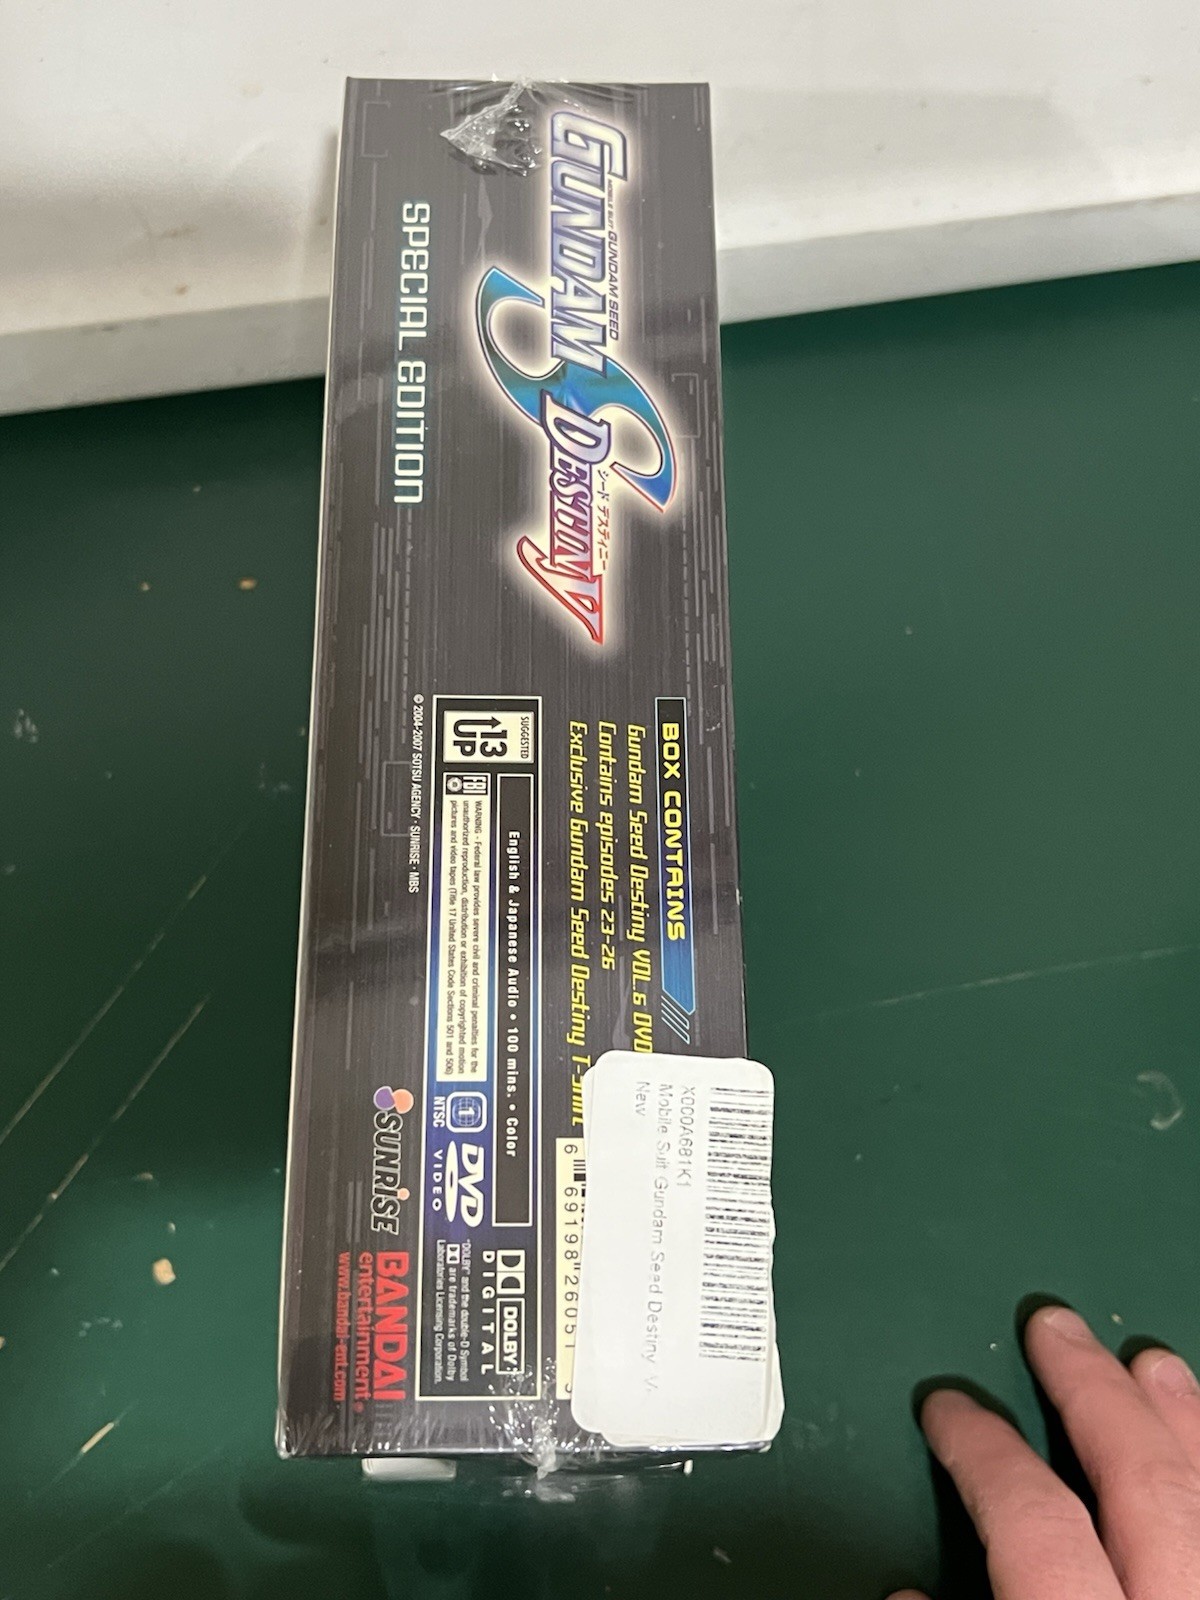 MOBILE SUIT GUNDAM SEED
GUNDAM
S
DESTINY
シード デスティニー
SPECIAL EDITION
BOX CONTAINS
Gundam Seed Destiny VOL.6 DVD
Contains episodes 23-26
Exclusive Gundam Seed Destiny T-Shirt
SUGGESTED
13
UP
English & Japanese Audio • 100 mins. • Color
FBI
WARNING - Federal law provides severe civil and criminal penalties for the
unauthorized reproduction, distribution or exhibition of copyrighted motion
pictures and video tapes (Title 17 United States Code Sections 501 and 506)
1
NTSC
DVD
VIDEO
DOLBY
DIGITAL
"DOLBY" and the double-D Symbol
are trademarks of Dolby
Laboratories Licensing Corporation.
© 2004-2007 SOTSU AGENCY · SUNRISE · MBS
SUNRISE
BANDAI
entertainment
www.bandai-ent.com
6 69198 26051
X000A681K1
Mobile Suit Gundam Seed Destiny V.
New